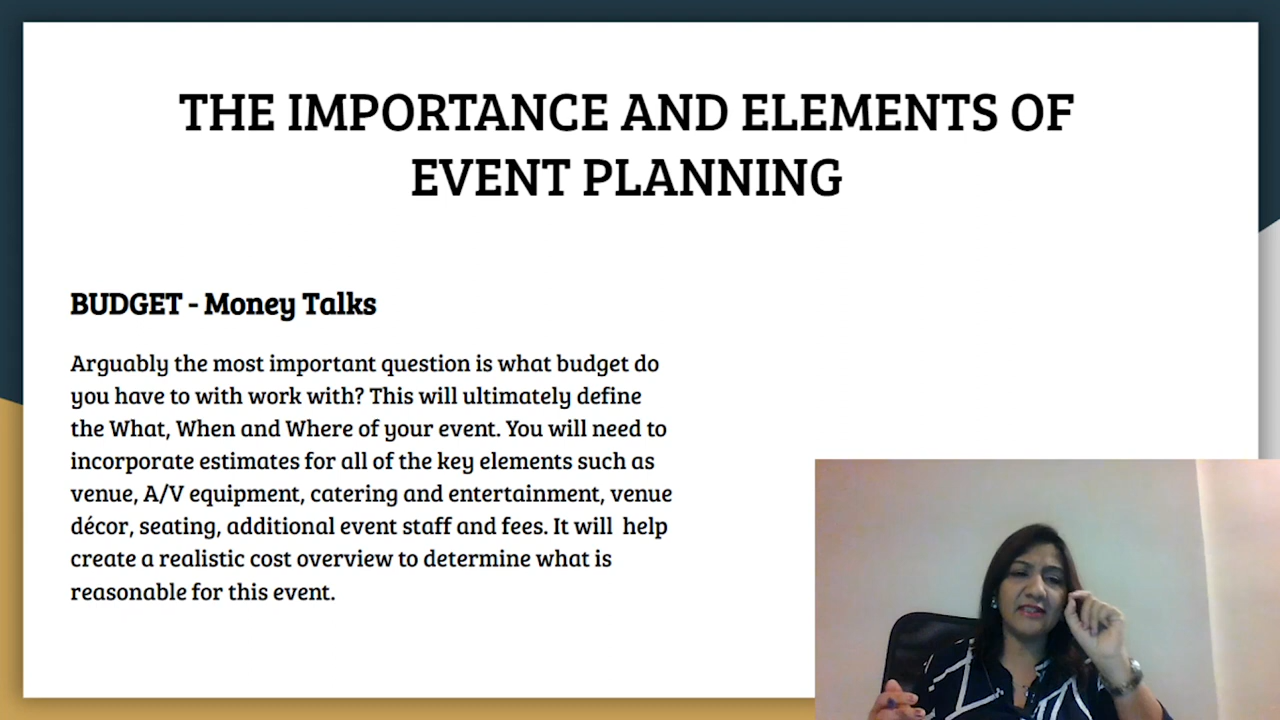 THE IMPORTANCE AND ELEMENTS OF
EVENT PLANNING
BUDGET - Money Talks
Arguably the most important question is what budget do
you have to with work with? This will ultimately define
the What, When and Where of your event. You will need to
incorporate estimates for all of the key elements such as
venue, A/V equipment, catering and entertainment, venue
décor, seating, additional event staff and fees. It will  help
create a realistic cost overview to determine what is
reasonable for this event.